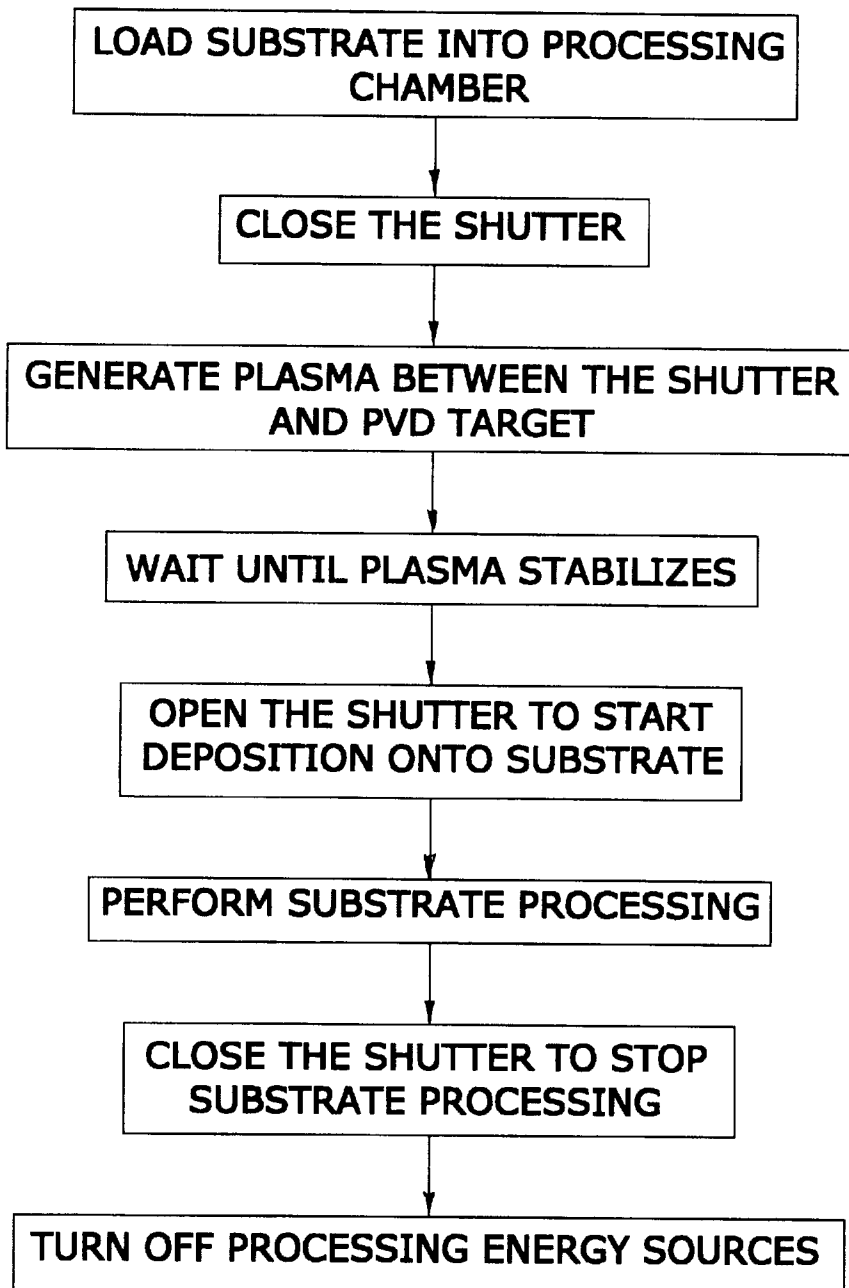 LOAD SUBSTRATE INTO PROCESSING
CHAMBER
CLOSE THE SHUTTER
GENERATE PLASMA BETWEEN THE SHUTTER
AND PVD TARGET
WAIT UNTIL PLASMA STABILIZES
OPEN THE SHUTTER TO START
DEPOSITION ONTO SUBSTRATE
PERFORM SUBSTRATE PROCESSING
CLOSE THE SHUTTER TO STOP
SUBSTRATE PROCESSING
TURN OFF PROCESSING ENERGY SOURCES